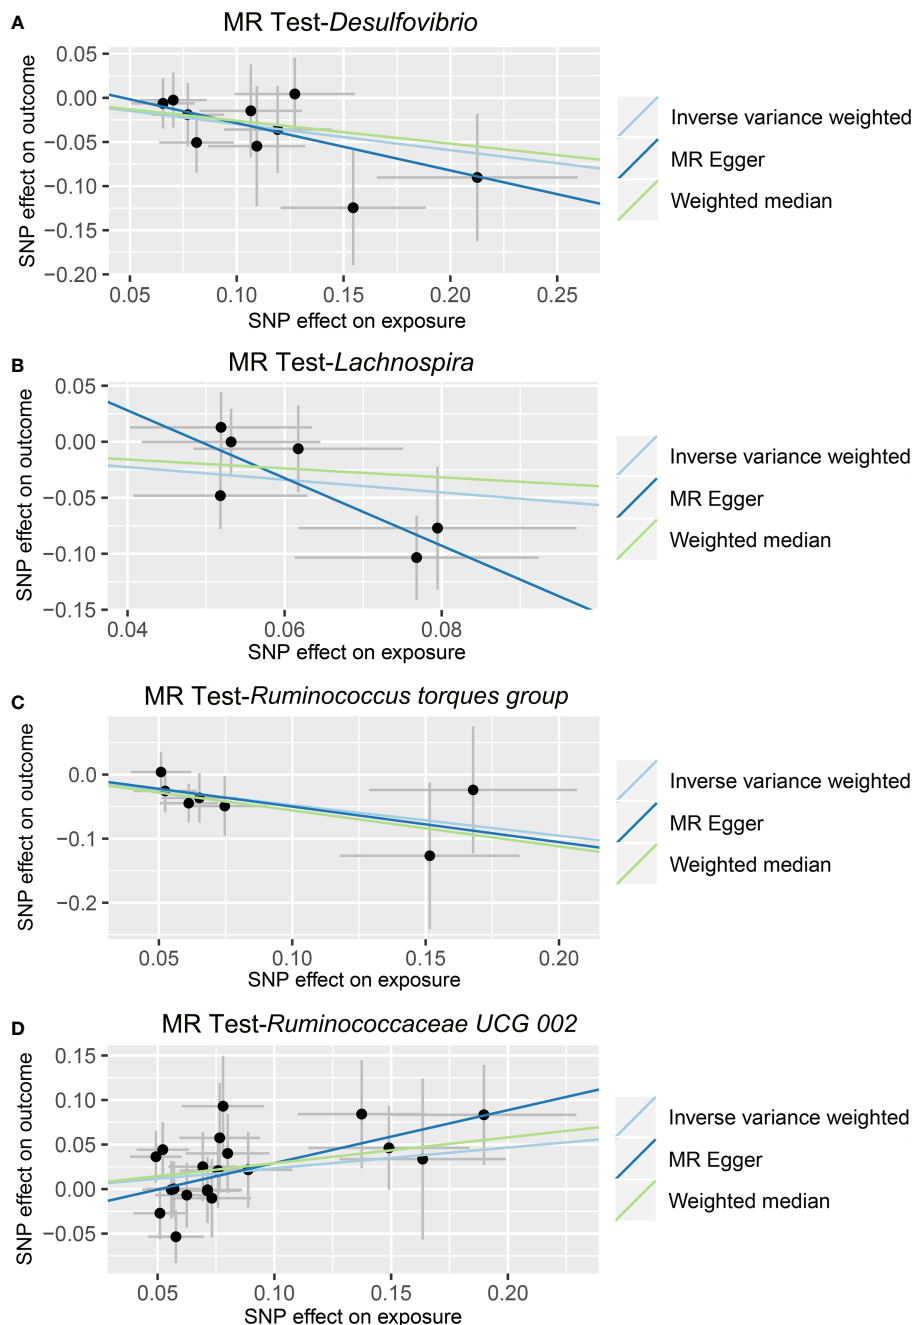 A
MR Test-Desulfovibrio
SNP effect on outcome
0.05
0.00
−0.05
−0.10
−0.15
−0.20
0.05 0.10 0.15 0.20 0.25
SNP effect on exposure
Inverse variance weighted
MR Egger
Weighted median
B
MR Test-Lachnospira
SNP effect on outcome
0.05
0.00
−0.05
−0.10
−0.15
0.04 0.06 0.08
SNP effect on exposure
Inverse variance weighted
MR Egger
Weighted median
C
MR Test-Ruminococcus torques group
SNP effect on outcome
0.0
−0.1
−0.2
0.05 0.10 0.15 0.20
SNP effect on exposure
Inverse variance weighted
MR Egger
Weighted median
D
MR Test-Ruminococcaceae UCG 002
SNP effect on outcome
0.15
0.10
0.05
0.00
−0.05
0.05 0.10 0.15 0.20
SNP effect on exposure
Inverse variance weighted
MR Egger
Weighted median